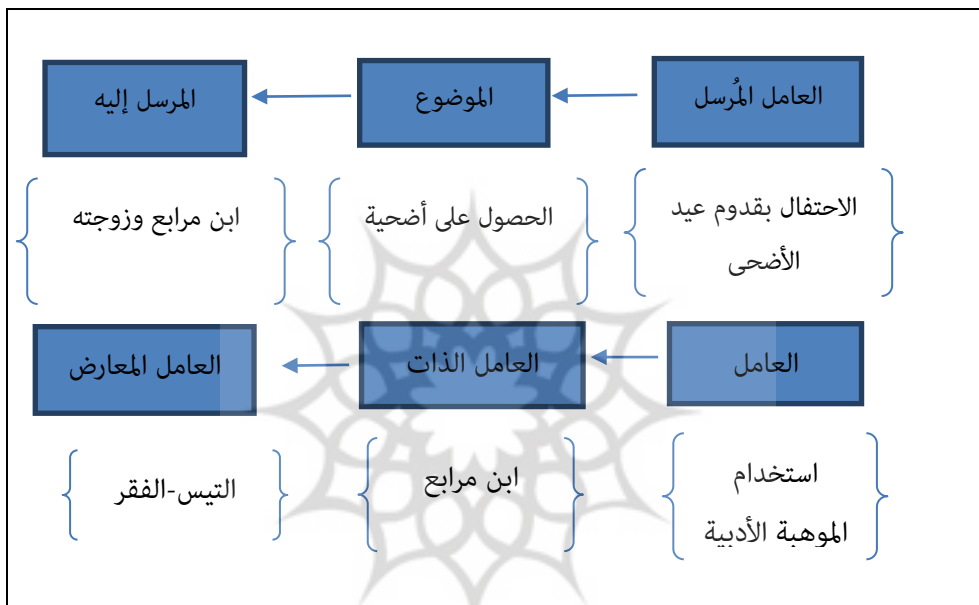 العامل المُرسل
الموضوع
المرسل إليه
الاحتفال بقدوم عيد
الأضحى
الحصول على أضحية
ابن مرابع وزوجته
العامل
العامل الذات
العامل المعارض
استخدام
الموهبة الأدبية
ابن مرابع
التيس-الفقر